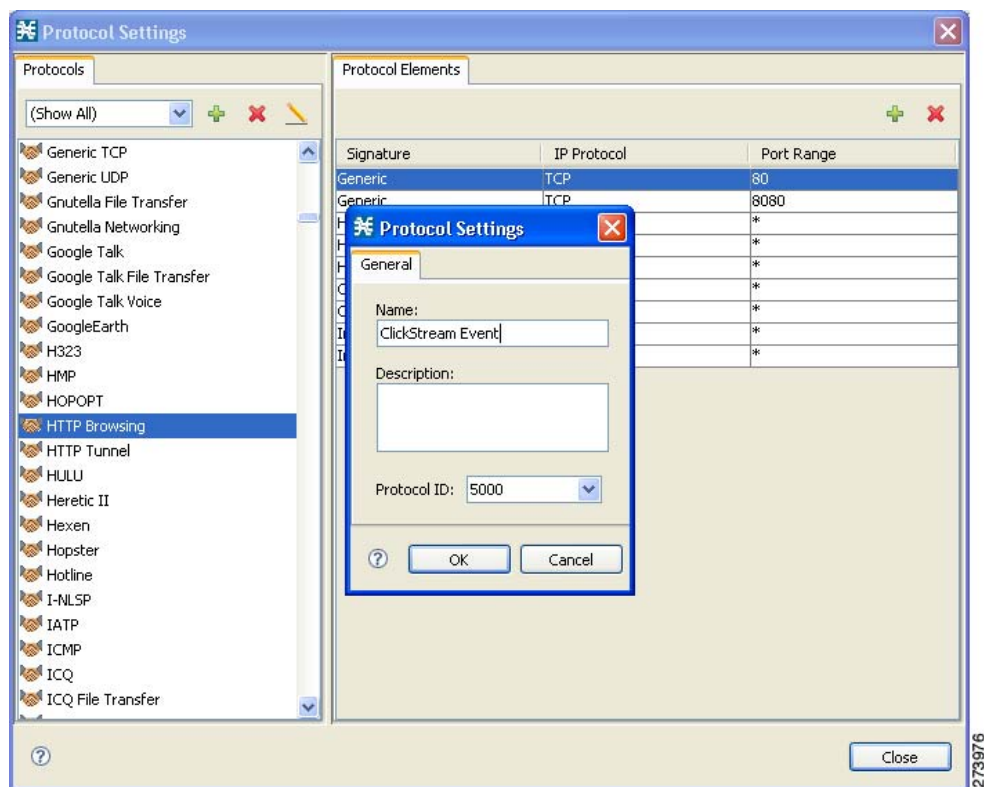 Protocol Settings
Protocols
Protocol Elements
(Show All)
Signature IP Protocol Port Range
Generic TCP 80
Generic TCP 8080
H *
H *
H *
C *
C *
I *
I *
Generic TCP
Generic UDP
Gnutella File Transfer
Gnutella Networking
Google Talk
Google Talk File Transfer
Google Talk Voice
GoogleEarth
H323
HMP
HOPOPT
HTTP Browsing
HTTP Tunnel
HULU
Heretic II
Hexen
Hopster
Hotline
I-NLSP
IATP
ICMP
ICQ
ICQ File Transfer
Protocol Settings
General
Name:
ClickStream Event
Description:
Protocol ID: 5000
? OK Cancel
? Close
273976